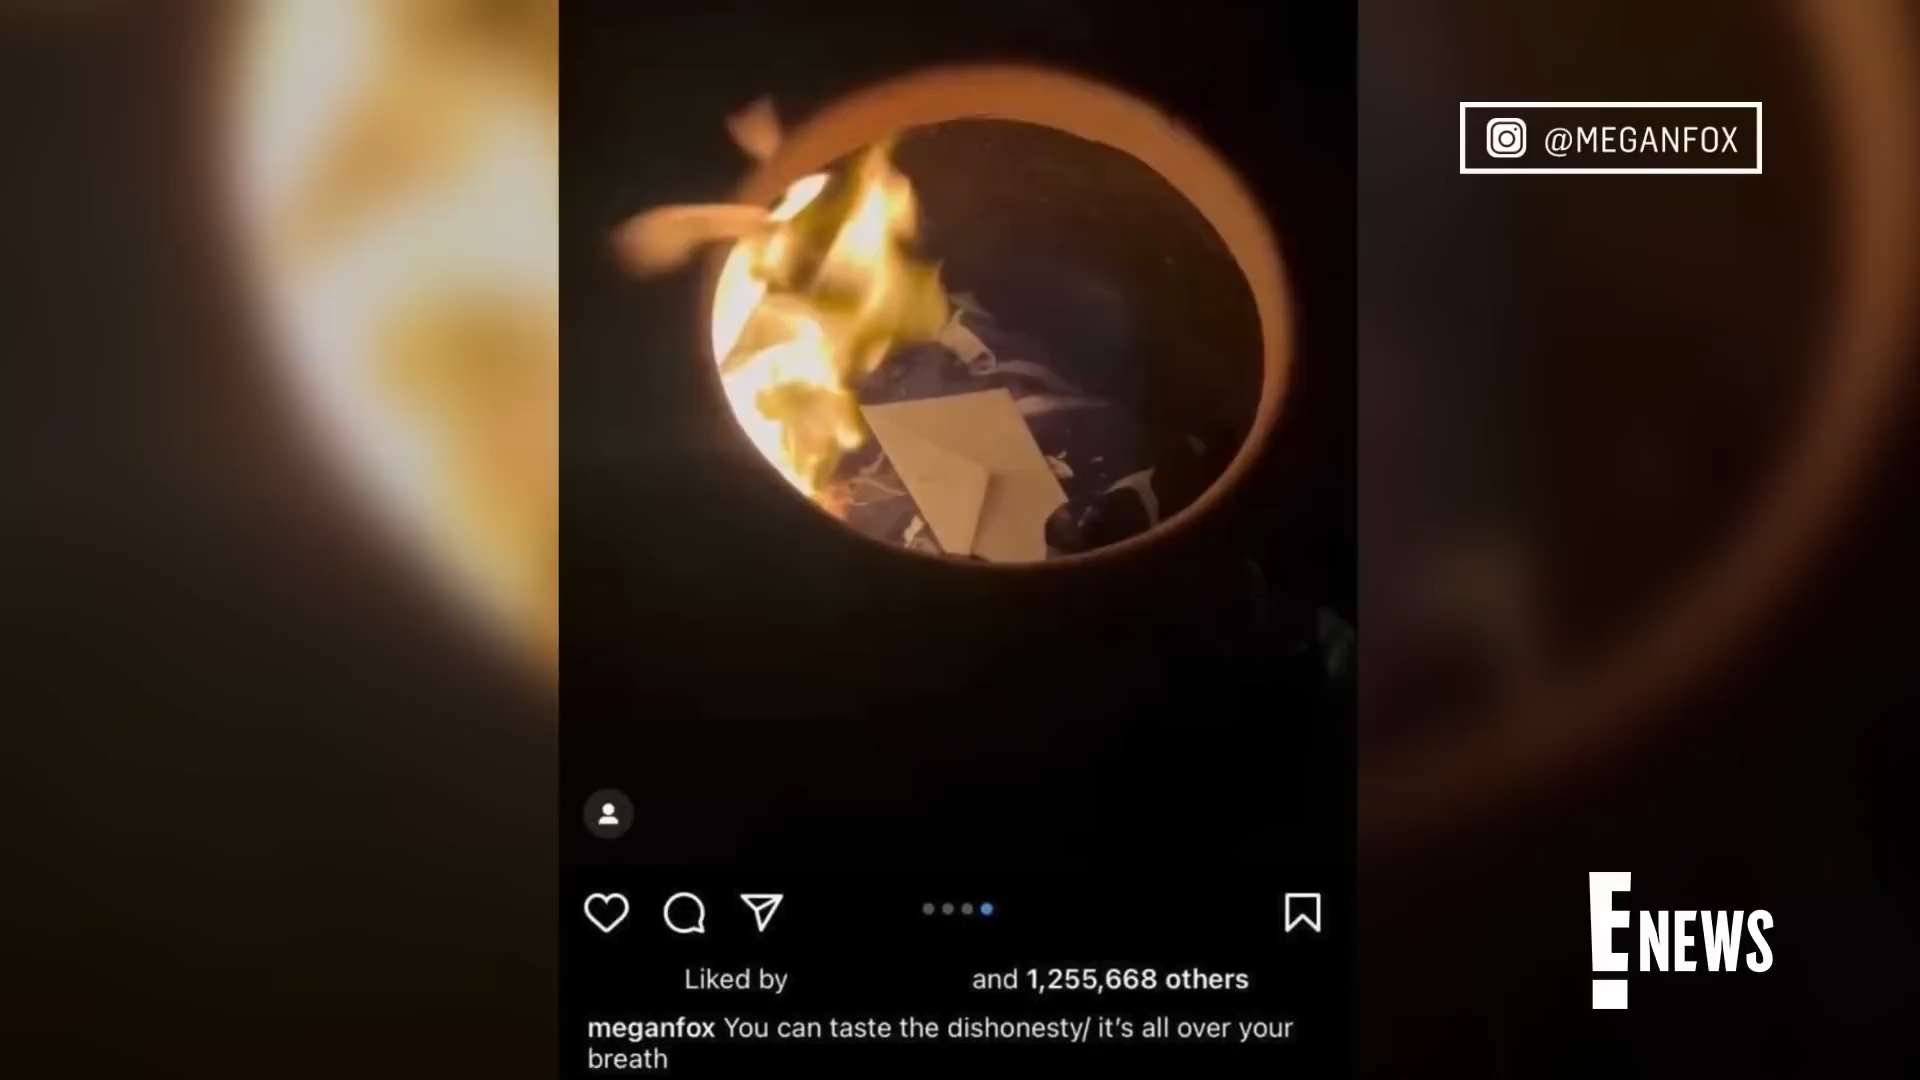 @MEGANFOX
Liked by and 1,255,668 others
meganfox You can taste the dishonesty/ it's all over your
breath
E! NEWS